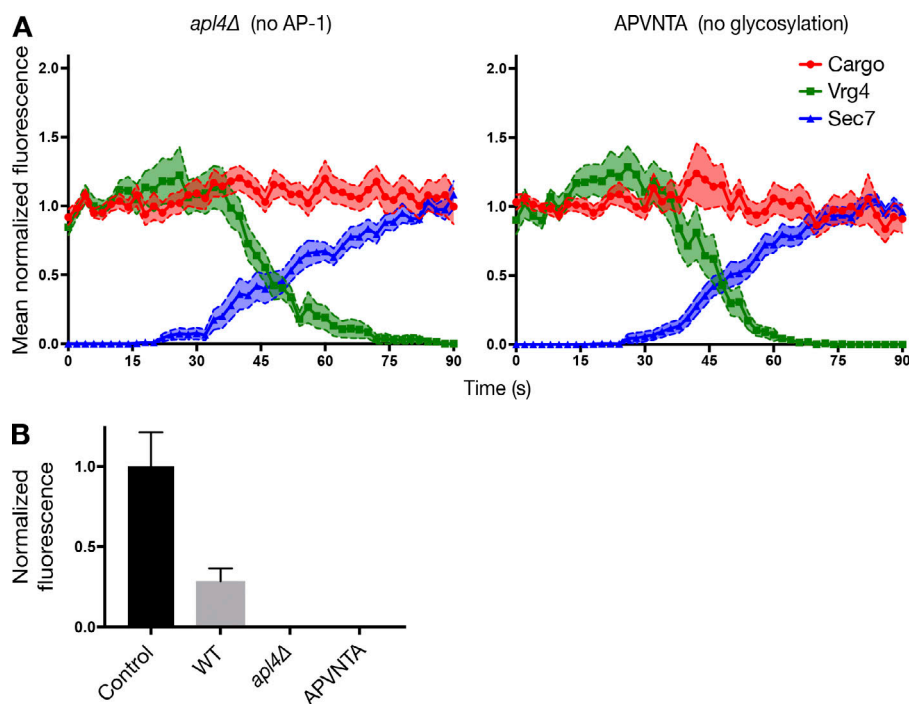 A
apl4Δ (no AP-1)
APVNTA (no glycosylation)
Mean normalized fluorescence
2.0
1.5
1.0
0.5
0.0
0
15
30
45
60
75
90
2.0
1.5
1.0
0.5
0.0
0
15
30
45
60
75
90
Cargo
Vrg4
Sec7
Time (s)
B
Normalized
fluorescence
1.0
0.5
0.0
Control
WT
apl4Δ
APVNTA